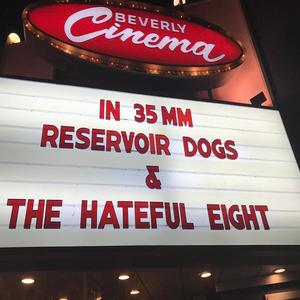 BEVERLY
Cinema
IN 35 MM
RESERVOIR DOGS
&
THE HATEFUL EIGHT